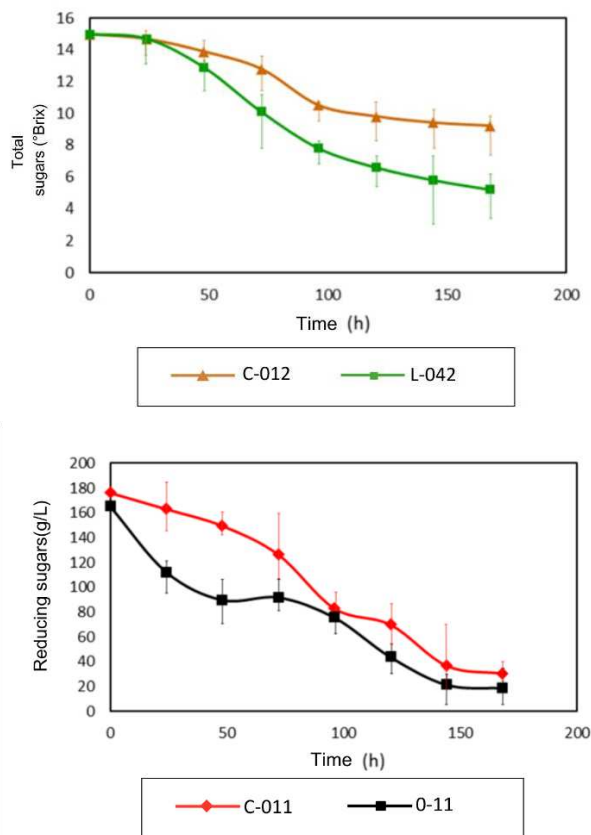 16
14
12
10
8
6
4
2
0
Total
sugars (°Brix)
0 50 100 150 200
Time (h)
C-012 L-042
200
180
160
140
120
100
80
60
40
20
0
Reducing sugars(g/L)
0 50 100 150 200
Time (h)
C-011 0-11